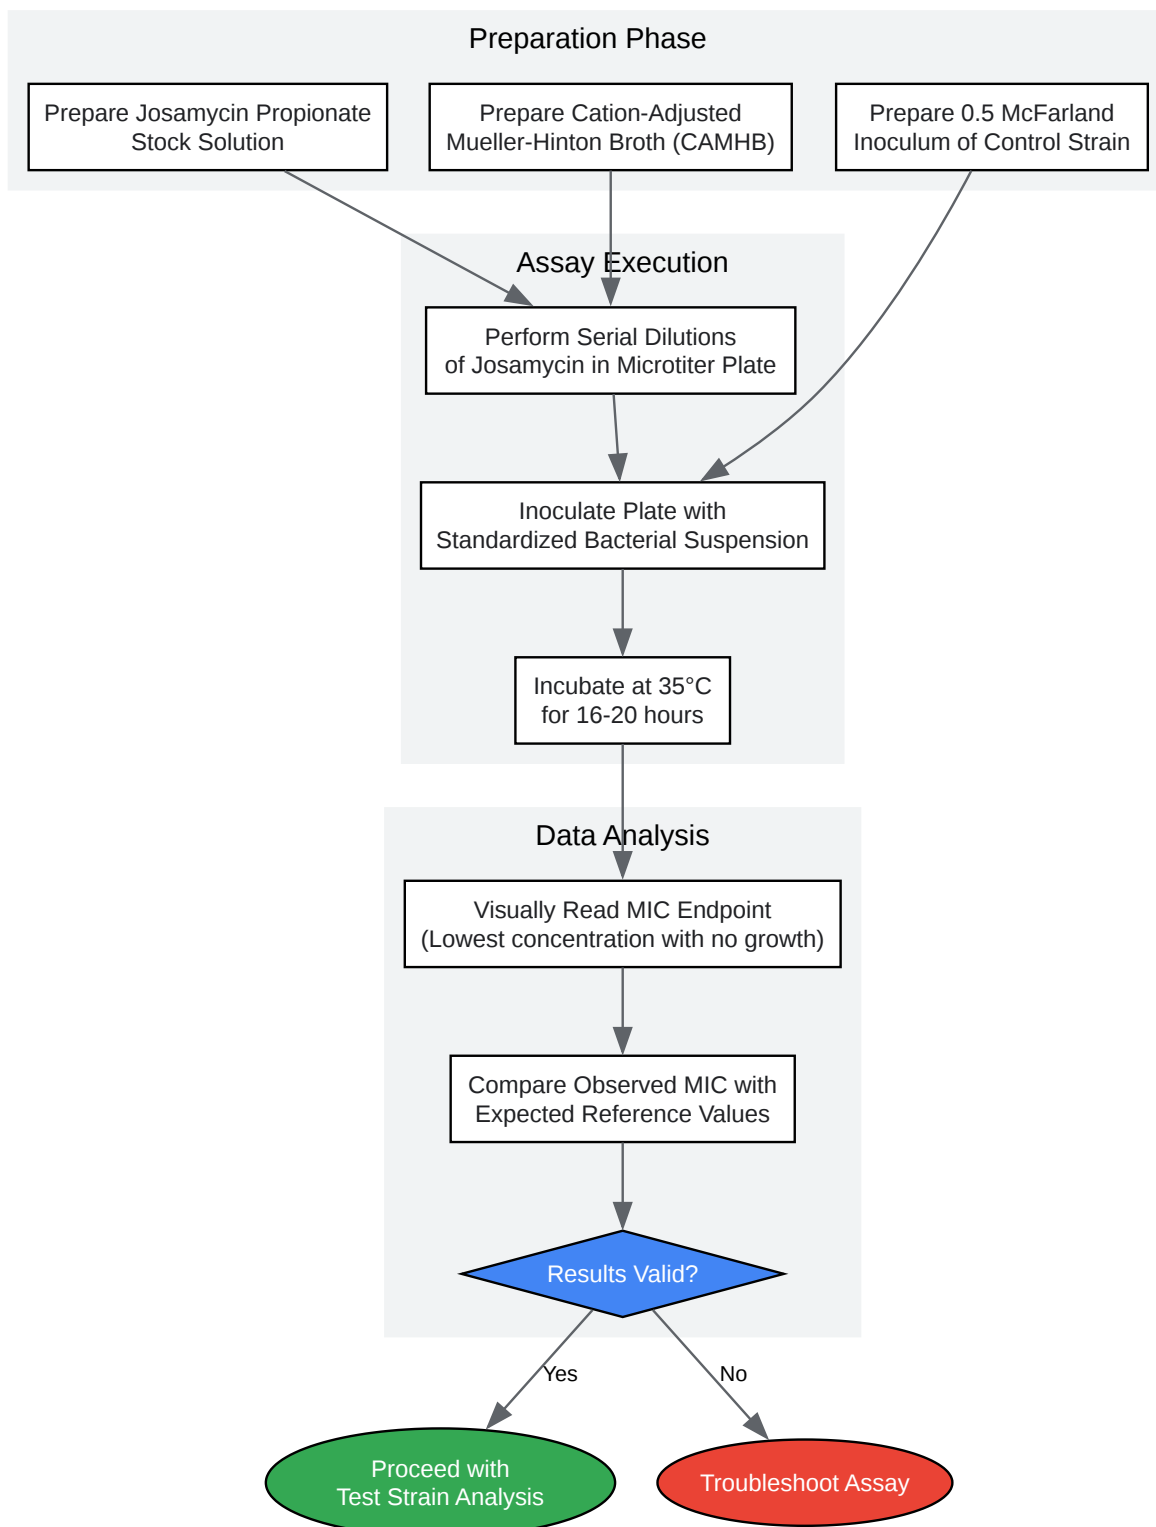 Preparation Phase
Prepare Josamycin Propionate
Stock Solution
Prepare Cation-Adjusted
Mueller-Hinton Broth (CAMHB)
Prepare 0.5 McFarland
Inoculum of Control Strain
Assay Execution
Perform Serial Dilutions
of Josamycin in Microtiter Plate
Inoculate Plate with
Standardized Bacterial Suspension
Incubate at 35°C
for 16-20 hours
Data Analysis
Visually Read MIC Endpoint
(Lowest concentration with no growth)
Compare Observed MIC with
Expected Reference Values
Results Valid?
Yes
No
Proceed with
Test Strain Analysis
Troubleshoot Assay